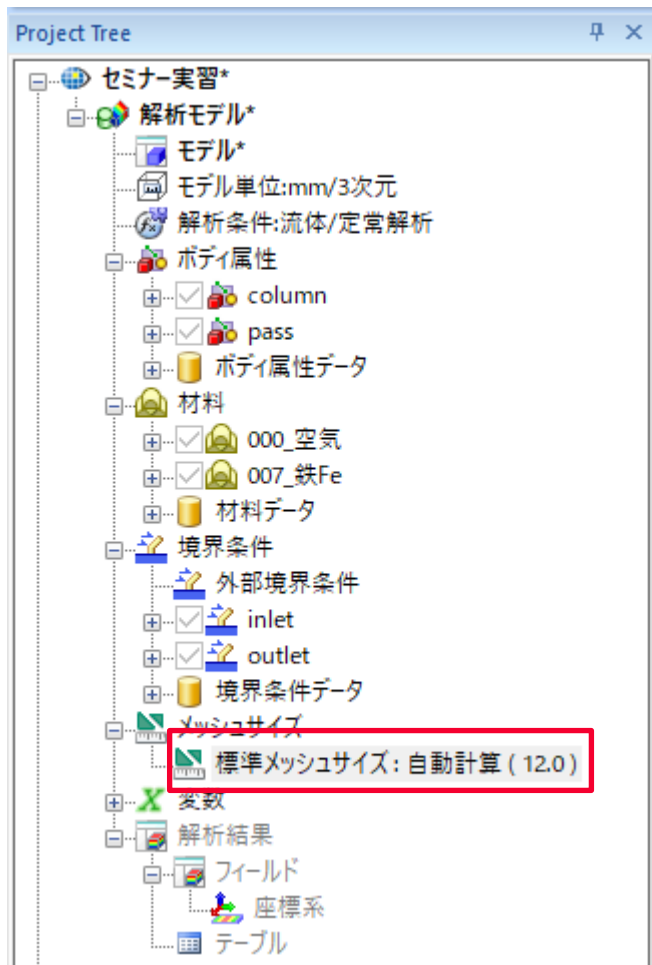 Project Tree
セミナー実習*
解析モデル*
モデル*
モデル単位:mm/3次元
解析条件:流体/定常解析
ボディ属性
column
pass
ボディ属性データ
材料
000_空気
007_鉄Fe
材料データ
境界条件
外部境界条件
inlet
outlet
境界条件データ
メッシュサイズ
標準メッシュサイズ : 自動計算 ( 12.0 )
変数
解析結果
フィールド
座標系
テーブル